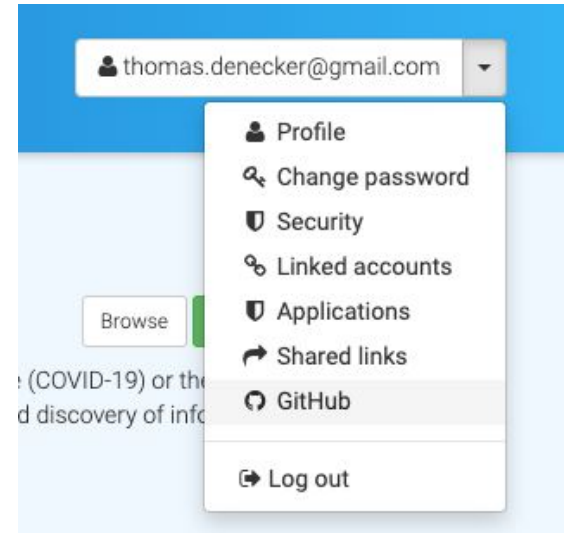 thomas.denecker@gmail.com
Profile
Change password
Security
Linked accounts
Browse
Applications
Shared links
(COVID-19) or the
GitHub
d discovery of info
Log out